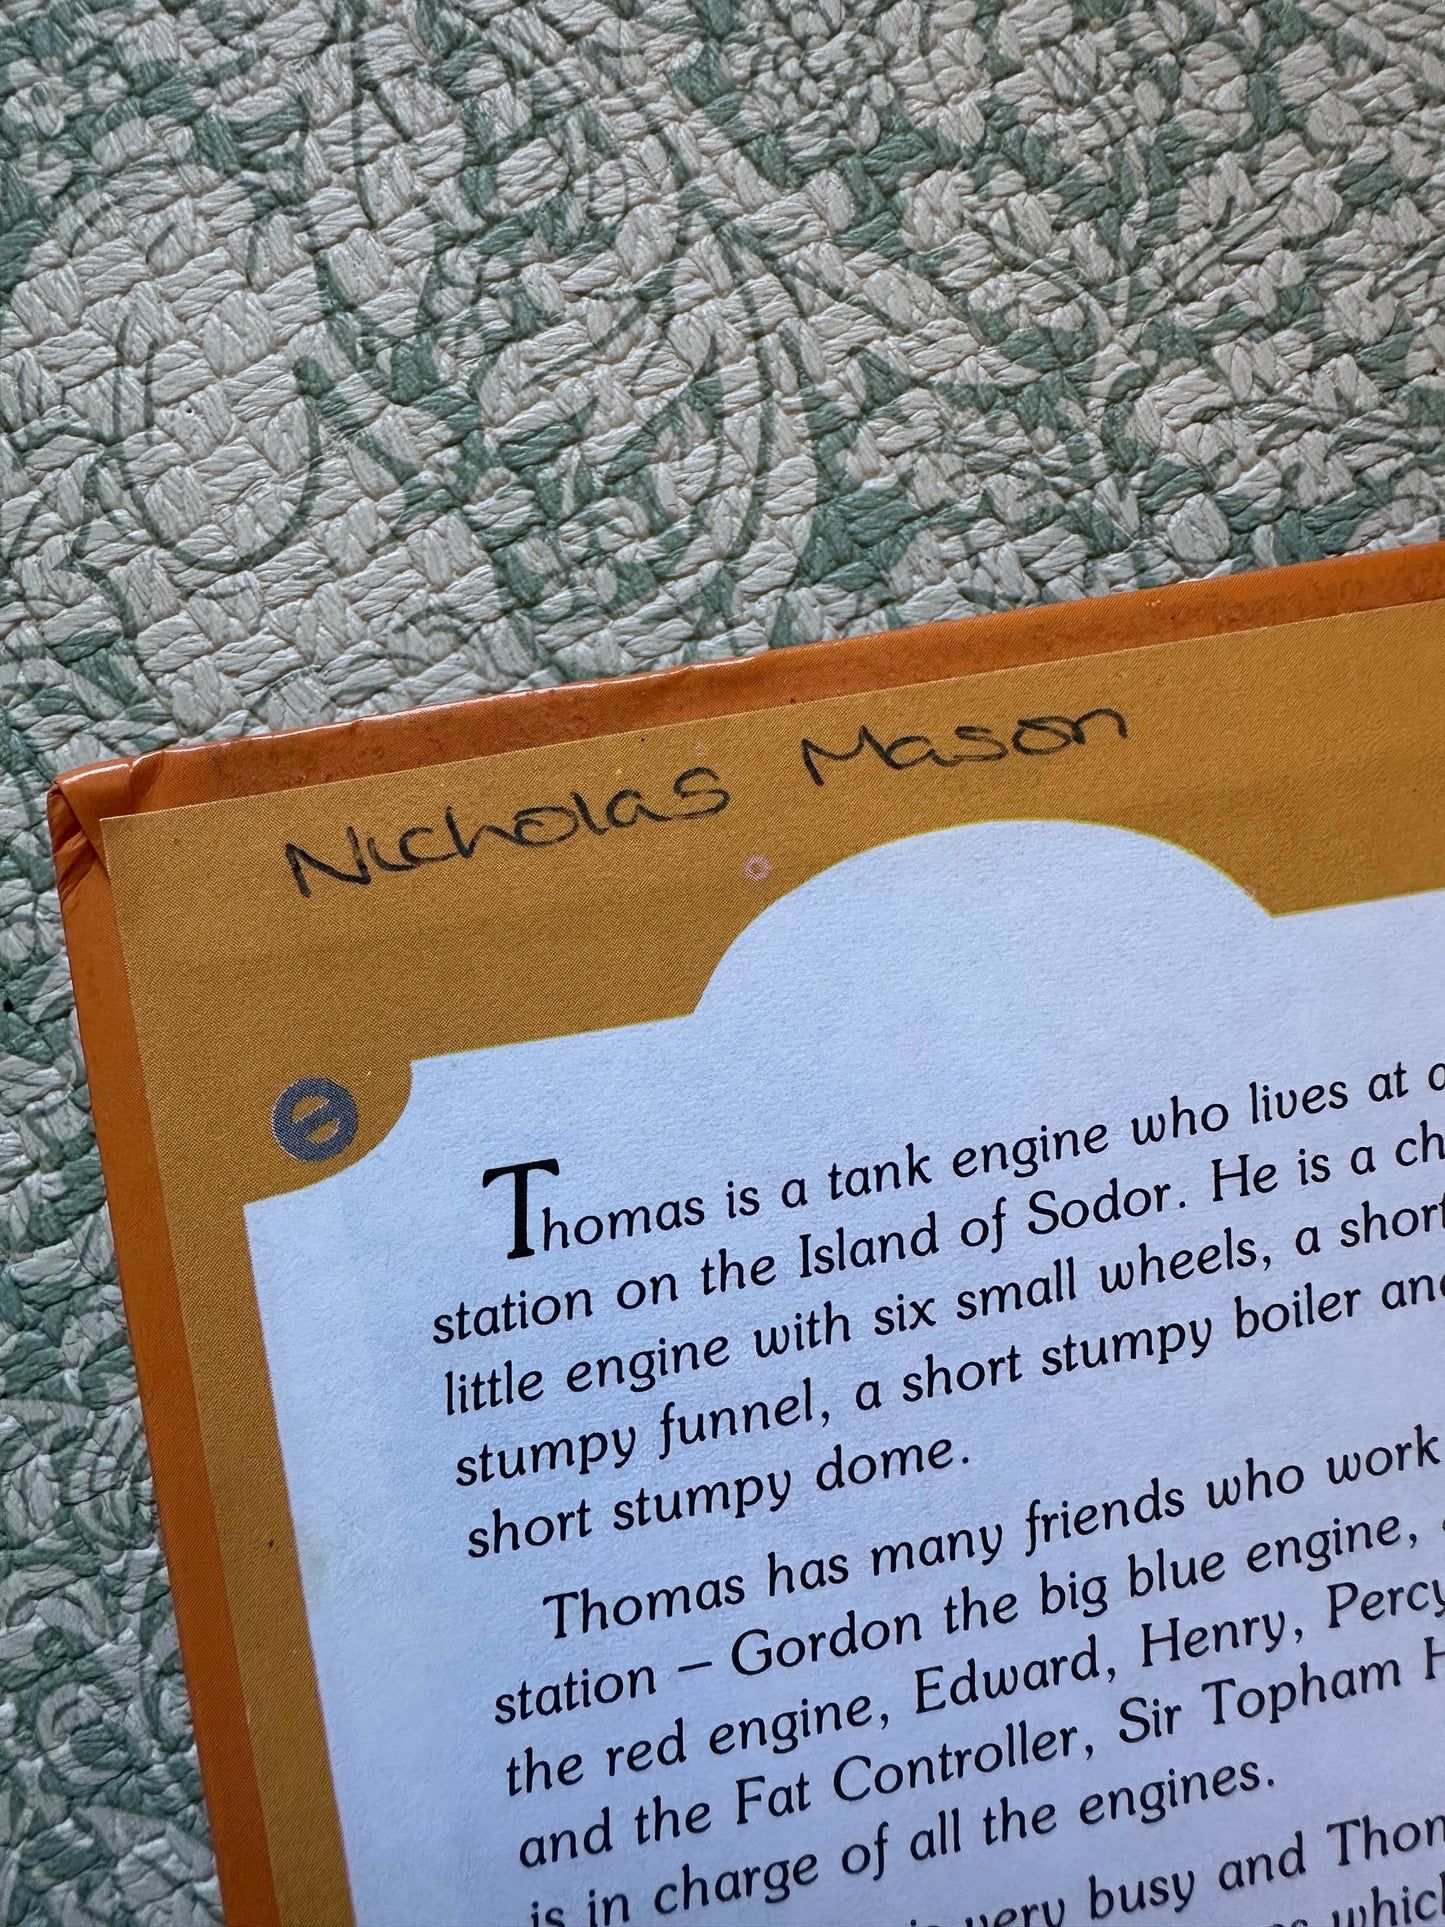 Nicholas Mason
Thomas is a tank engine who lives at
station on the Island of Sodor. He is a
little engine with six small wheels, a short
stumpy funnel, a short stumpy boiler
short stumpy dome.
Thomas has many friends who work
station – Gordon the big blue engine,
the red engine, Edward, Henry, Percy
and the Fat Controller, Sir Topham
is in charge of all the engines.
very busy and